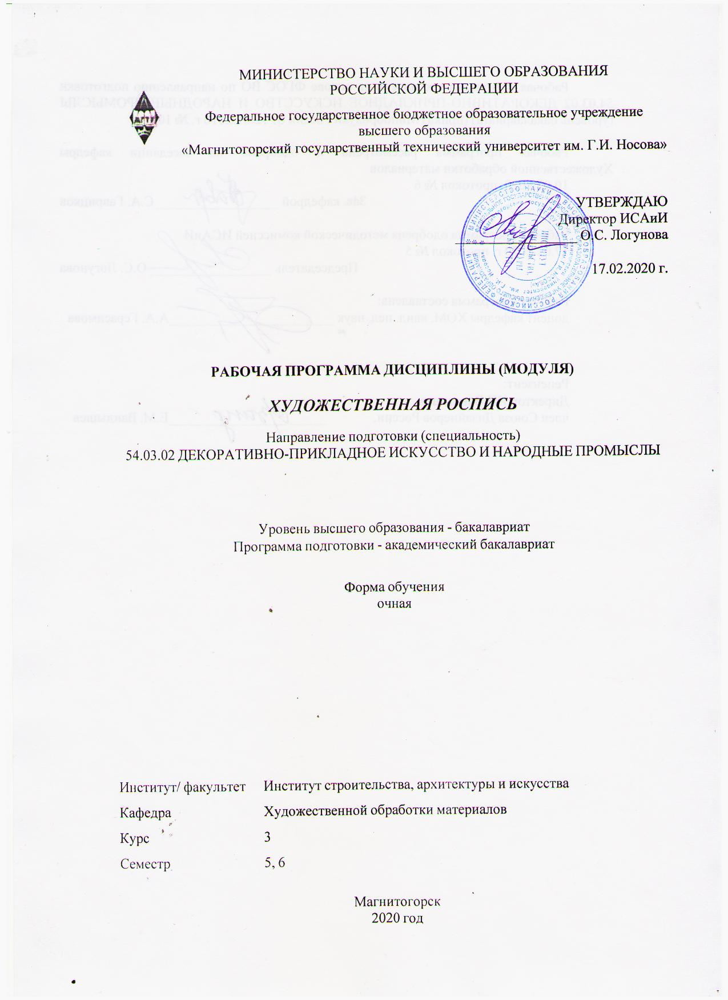 МИНИСТЕРСТВО НАУКИ И ВЫСШЕГО ОБРАЗОВАНИЯ
РОССИЙСКОЙ ФЕДЕРАЦИИ
Федеральное государственное бюджетное образовательное учреждение
высшего образования
«Магнитогорский государственный технический университет им. Г.И. Носова»
УТВЕРЖДАЮ
Директор ИСАиИ
О.С. Логунова
17.02.2020 г.
РАБОЧАЯ ПРОГРАММА ДИСЦИПЛИНЫ (МОДУЛЯ)
ХУДОЖЕСТВЕННАЯ РОСПИСЬ
Направление подготовки (специальность)
54.03.02 ДЕКОРАТИВНО-ПРИКЛАДНОЕ ИСКУССТВО И НАРОДНЫЕ ПРОМЫСЛЫ
Уровень высшего образования - бакалавриат
Программа подготовки - академический бакалавриат
Форма обучения
очная
Институт/ факультет Институт строительства, архитектуры и искусства
Кафедра Художественной обработки материалов
Курс 3
Семестр 5, 6
Магнитогорск
2020 год